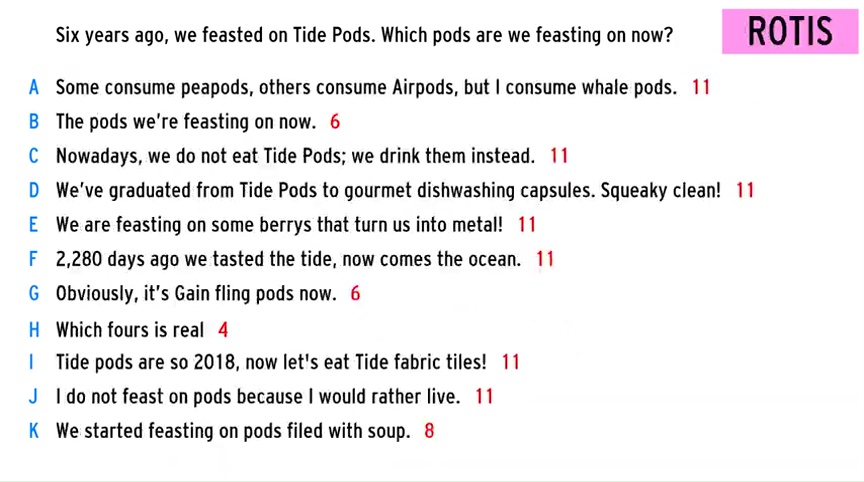 Six years ago, we feasted on Tide Pods. Which pods are we feasting on now?
ROTIS
A Some consume peapods, others consume Airpods, but I consume whale pods. 11
B The pods we're feasting on now. 6
C Nowadays, we do not eat Tide Pods; we drink them instead. 11
D We've graduated from Tide Pods to gourmet dishwashing capsules. Squeaky clean! 11
E We are feasting on some berrys that turn us into metal! 11
F 2,280 days ago we tasted the tide, now comes the ocean. 11
G Obviously, it's Gain fling pods now. 6
H Which fours is real 4
I Tide pods are so 2018, now let's eat Tide fabric tiles! 11
J I do not feast on pods because I would rather live. 11
K We started feasting on pods filed with soup. 8